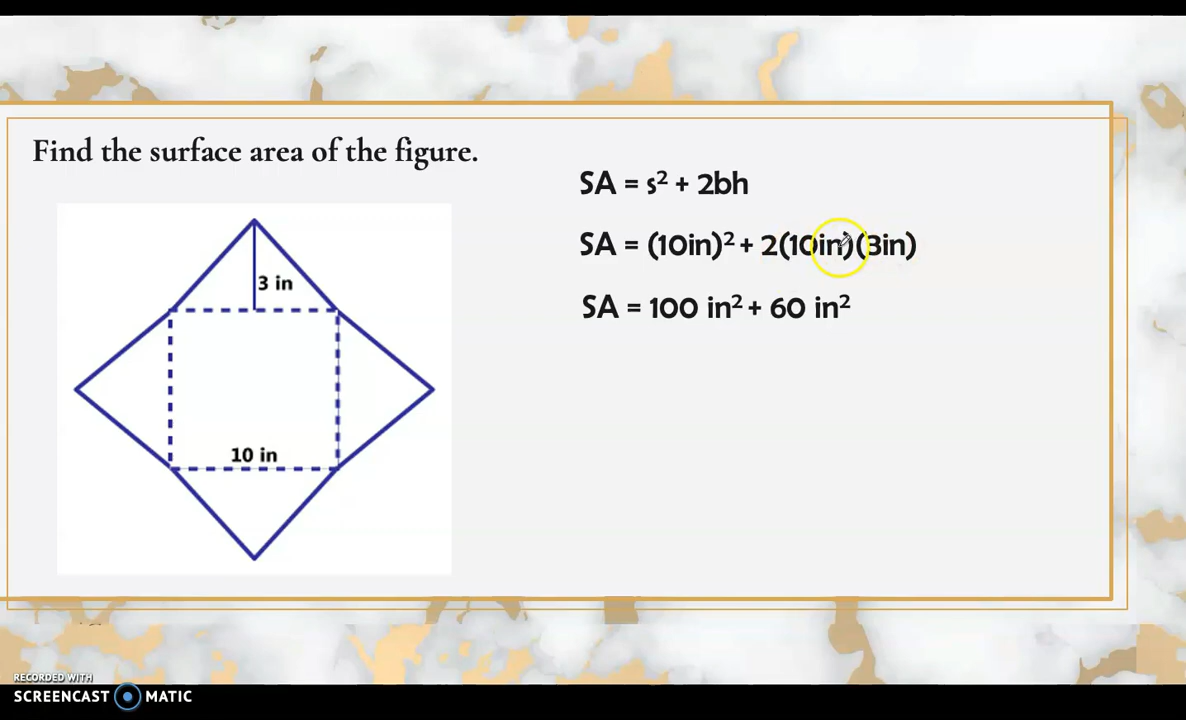 Find the surface area of the figure.
3 in
10 in
SA = s² + 2bh
SA = (10in)² + 2(10in)(3in)
SA = 100 in² + 60 in²
RECORDED WITH
SCREENCAST MATIC